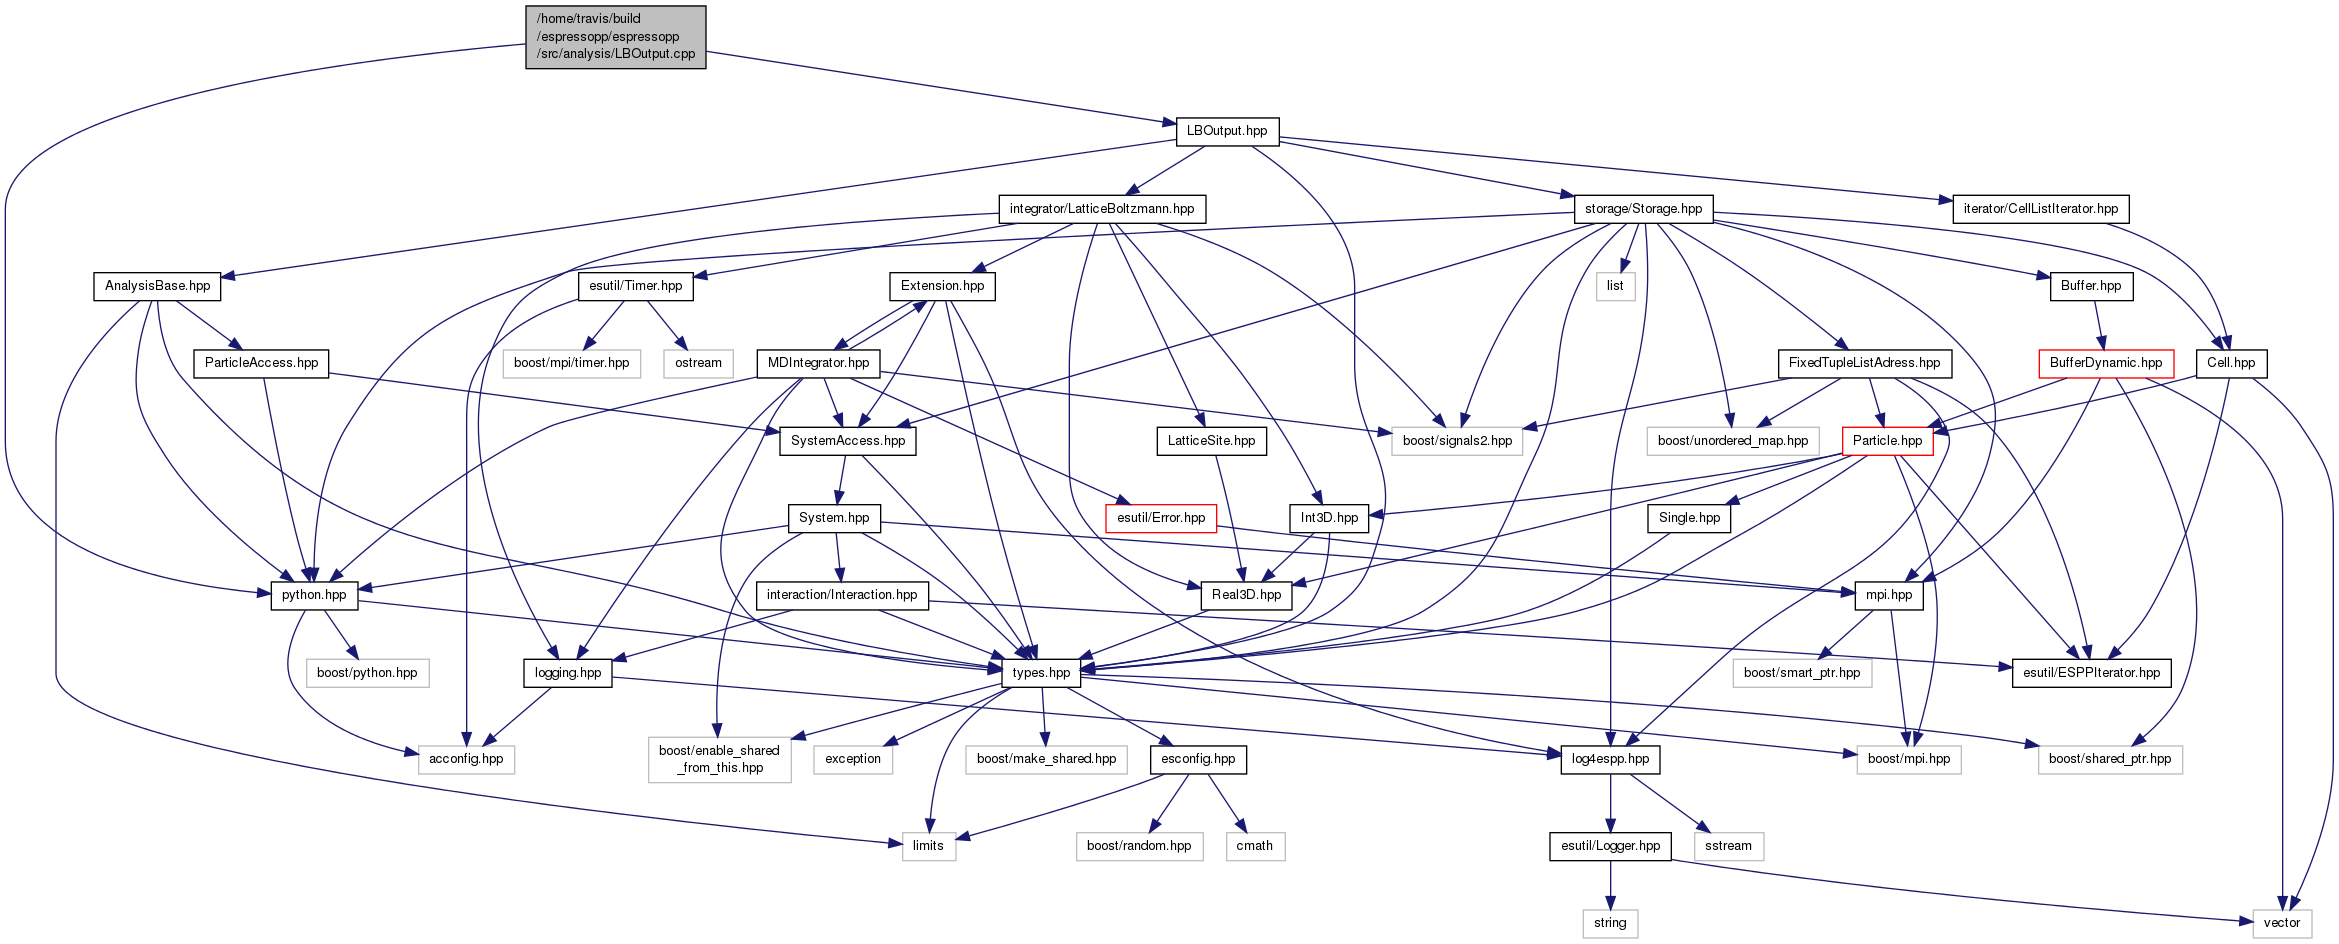 /home/travis/build
/espressopp/espressopp
/src/analysis/LBOutput.cpp
LBOutput.hpp
integrator/LatticeBoltzmann.hpp
storage/Storage.hpp
iterator/CellListIterator.hpp
AnalysisBase.hpp
esutil/Timer.hpp
Extension.hpp
list
Buffer.hpp
ParticleAccess.hpp
boost/mpi/timer.hpp
ostream
MDIntegrator.hpp
FixedTupleListAdress.hpp
BufferDynamic.hpp
Cell.hpp
SystemAccess.hpp
LatticeSite.hpp
boost/signals2.hpp
boost/unordered_map.hpp
Particle.hpp
System.hpp
esutil/Error.hpp
Int3D.hpp
Single.hpp
python.hpp
interaction/Interaction.hpp
Real3D.hpp
mpi.hpp
boost/python.hpp
logging.hpp
types.hpp
boost/smart_ptr.hpp
esutil/ESPPIterator.hpp
acconfig.hpp
boost/enable_shared
_from_this.hpp
exception
boost/make_shared.hpp
esconfig.hpp
log4espp.hpp
boost/mpi.hpp
boost/shared_ptr.hpp
limits
boost/random.hpp
cmath
esutil/Logger.hpp
sstream
string
vector